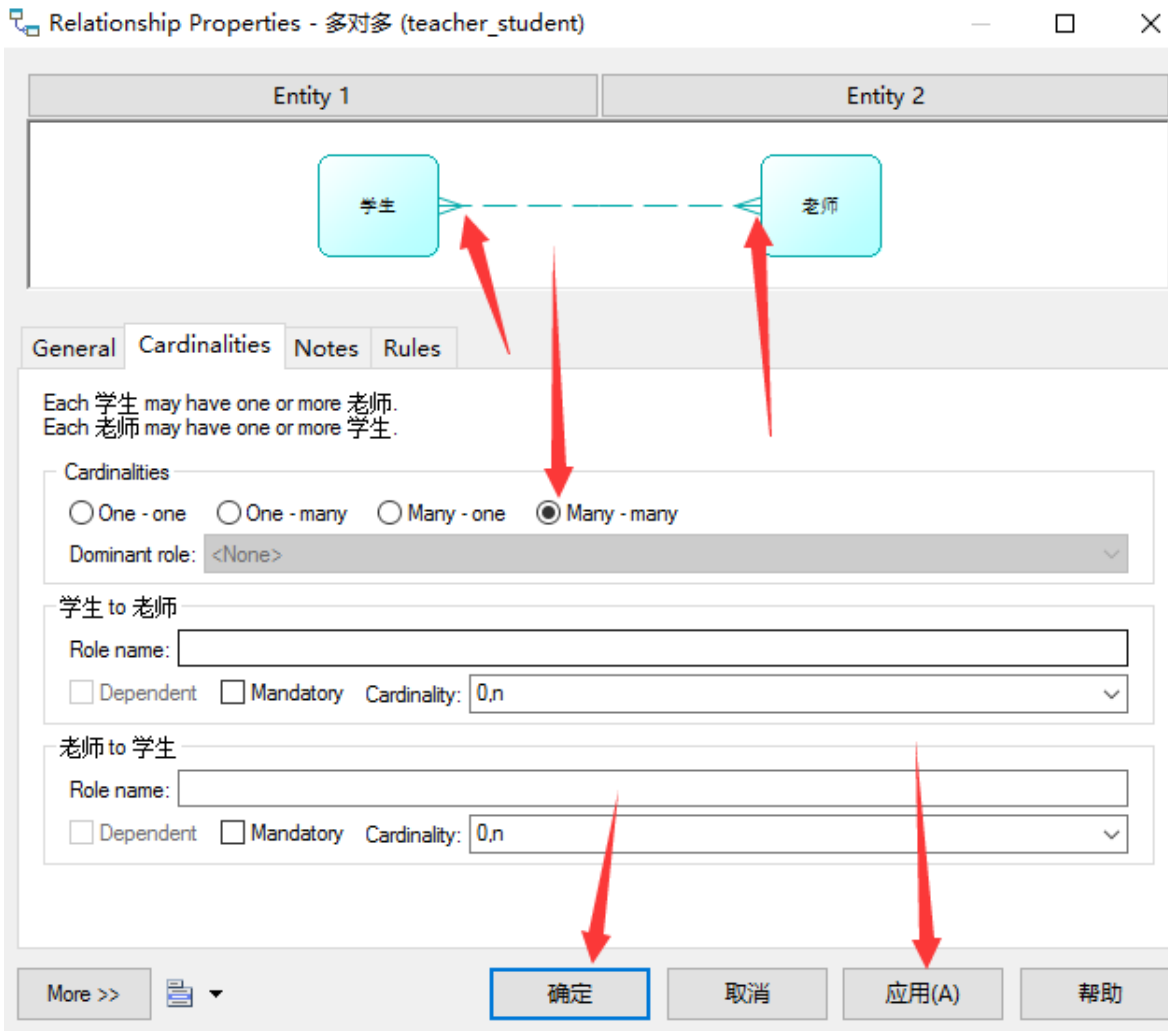 Relationship Properties - 多对多 (teacher_student)
Entity 1 Entity 2
学生 老师
General Cardinalities Notes Rules
Each 学生 may have one or more 老师.
Each 老师 may have one or more 学生.
Cardinalities
One - one One - many Many - one Many - many
Dominant role: <None>
学生 to 老师
Role name:
Dependent Mandatory Cardinality: 0,n
老师 to 学生
Role name:
Dependent Mandatory Cardinality: 0,n
More >> 确定 取消 应用(A) 帮助